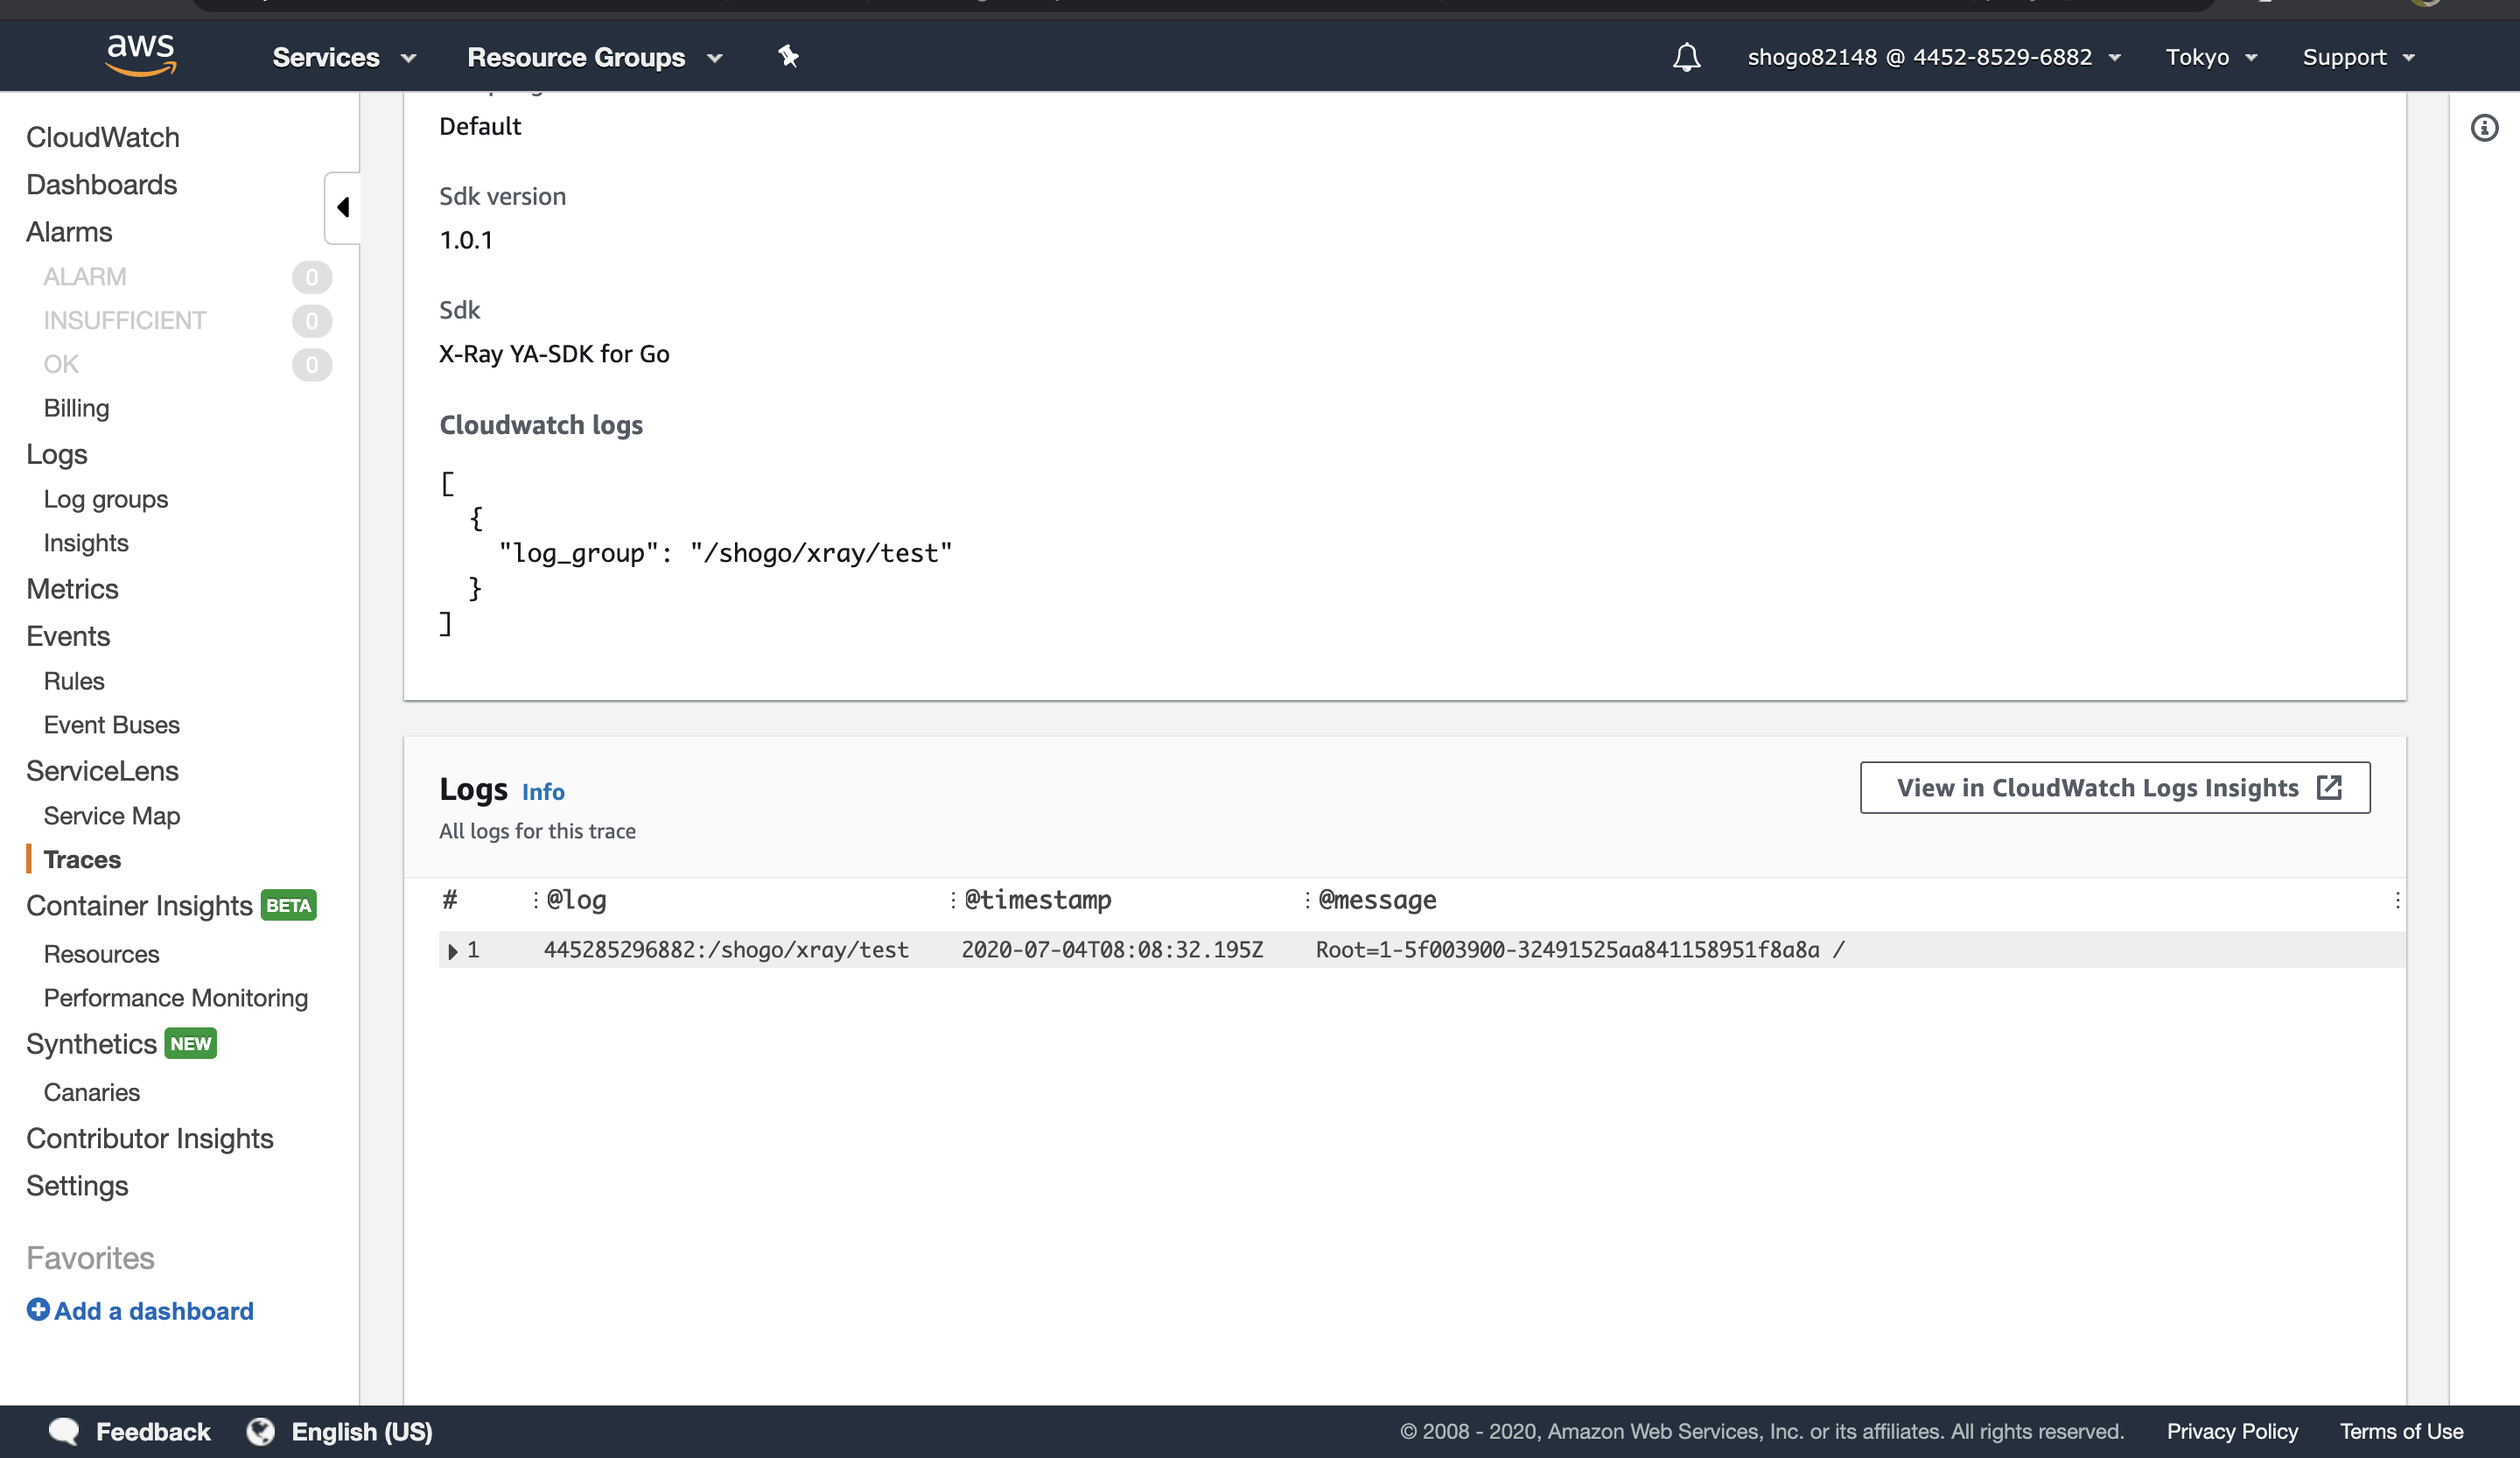 aws
Services
Resource Groups
shogo82148 @ 4452-8529-6882
Tokyo
Support
CloudWatch
Dashboards
Alarms
ALARM 0
INSUFFICIENT 0
OK 0
Billing
Logs
Log groups
Insights
Metrics
Events
Rules
Event Buses
ServiceLens
Service Map
Traces
Container Insights BETA
Resources
Performance Monitoring
Synthetics NEW
Canaries
Contributor Insights
Settings
Favorites
Add a dashboard
Default
Sdk version
1.0.1
Sdk
X-Ray YA-SDK for Go
Cloudwatch logs
[
{
"log_group": "/shogo/xray/test"
}
]
Logs Info
All logs for this trace
View in CloudWatch Logs Insights
# @log @timestamp @message
1 445285296882:/shogo/xray/test 2020-07-04T08:08:32.195Z Root=1-5f003900-32491525aa841158951f8a8a /
Feedback
English (US)
© 2008 - 2020, Amazon Web Services, Inc. or its affiliates. All rights reserved.
Privacy Policy
Terms of Use